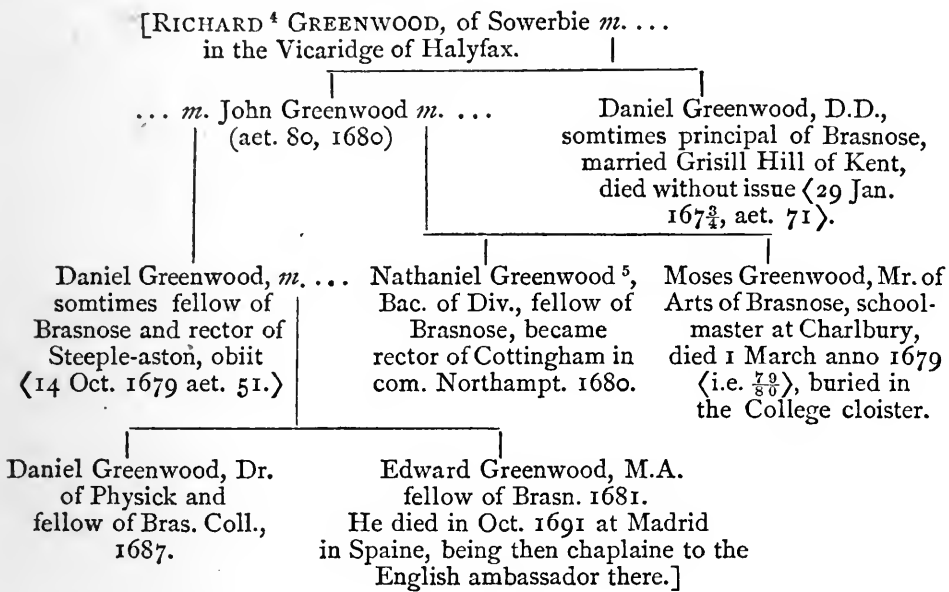 [RICHARD ⁴ GREENWOOD, of Sowerbie m. . . .
in the Vicaridge of Halyfax.
. . . m. John Greenwood m. . . .
(aet. 80, 1680)
Daniel Greenwood, D.D.,
somtimes principal of Brasnose,
married Grisill Hill of Kent,
died without issue ⟨29 Jan.
167¾, aet. 71⟩.
Daniel Greenwood, m. . . .
somtimes fellow of
Brasnose and rector of
Steeple-aston, obiit
⟨14 Oct. 1679 aet. 51.⟩
Nathaniel Greenwood ⁵,
Bac. of Div., fellow of
Brasnose, became
rector of Cottingham in
com. Northampt. 1680.
Moses Greenwood, Mr. of
Arts of Brasnose, school-
master at Charlbury,
died 1 March anno 1679
⟨i.e. 79/80⟩, buried in
the College cloister.
Daniel Greenwood, Dr.
of Physick and
fellow of Bras. Coll.,
1687.
Edward Greenwood, M.A.
fellow of Brasn. 1681.
He died in Oct. 1691 at Madrid
in Spaine, being then chaplaine to the
English ambassador there.]